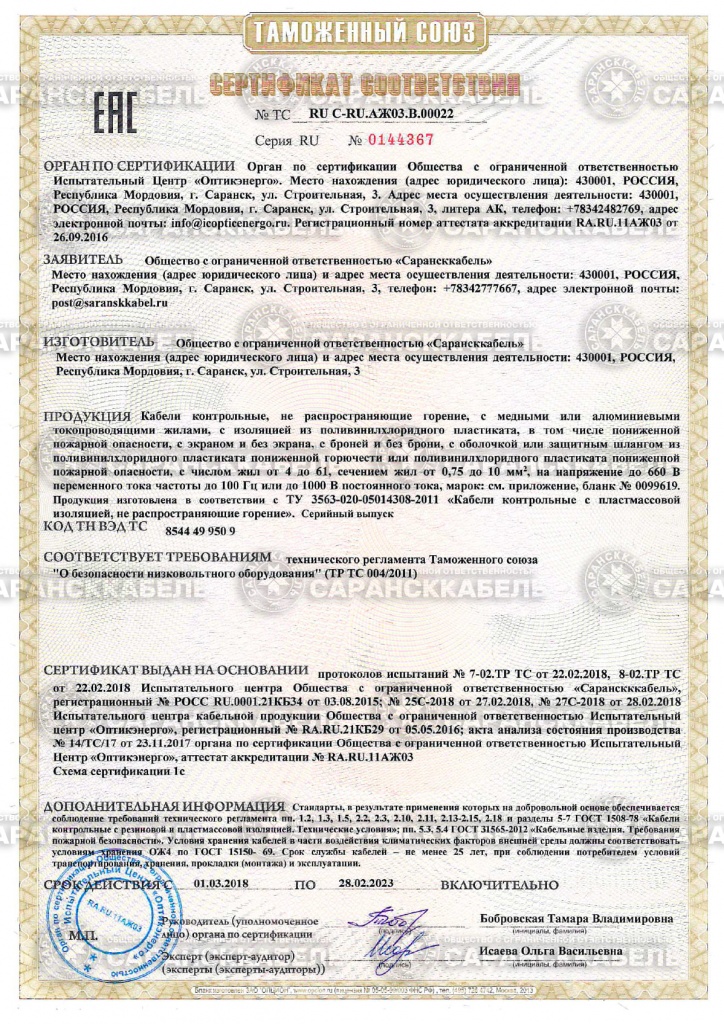 ТАМОЖЕННЫЙ СОЮЗ
СЕРТИФИКАТ СООТВЕТСТВИЯ
ЕАС
№ ТС RU C-RU.АЖ03.В.00022
Серия RU № 0144367
ОРГАН ПО СЕРТИФИКАЦИИ Орган по сертификации Общества с ограниченной ответственностью
Испытательный Центр «Оптикэнерго». Место нахождения (адрес юридического лица): 430001, РОССИЯ,
Республика Мордовия, г. Саранск, ул. Строительная, 3. Адрес места осуществления деятельности: 430001,
РОССИЯ, Республика Мордовия, г. Саранск, ул. Строительная, 3, литера АК, телефон: +78342482769, адрес
электронной почты: info@icopticenergo.ru. Регистрационный номер аттестата аккредитации RA.RU.11АЖ03 от
26.09.2016
ЗАЯВИТЕЛЬ Общество с ограниченной ответственностью «Сарансккабель»
Место нахождения (адрес юридического лица) и адрес места осуществления деятельности: 430001, РОССИЯ,
Республика Мордовия, г. Саранск, ул. Строительная, 3, телефон: +78342777667, адрес электронной почты:
post@saranskkabel.ru
ИЗГОТОВИТЕЛЬ Общество с ограниченной ответственностью «Сарансккабель»
Место нахождения (адрес юридического лица) и адрес места осуществления деятельности: 430001, РОССИЯ,
Республика Мордовия, г. Саранск, ул. Строительная, 3
ПРОДУКЦИЯ Кабели контрольные, не распространяющие горение, с медными или алюминиевыми
токопроводящими жилами, с изоляцией из поливинилхлоридного пластиката, в том числе пониженной
пожарной опасности, с экраном и без экрана, с броней и без брони, с оболочкой или защитным шлангом из
поливинилхлоридного пластиката пониженной горючести или поливинилхлоридного пластиката пониженной
пожарной опасности, с числом жил от 4 до 61, сечением жил от 0,75 до 10 мм², на напряжение до 660 В
переменного тока частоты до 100 Гц или до 1000 В постоянного тока, марок: см. приложение, бланк № 0099619.
Продукция изготовлена в соответствии с ТУ 3563-020-05014308-2011 «Кабели контрольные с пластмассовой
изоляцией, не распространяющие горение». Серийный выпуск
КОД ТН ВЭД ТС 8544 49 950 9
СООТВЕТСТВУЕТ ТРЕБОВАНИЯМ технического регламента Таможенного союза
"О безопасности низковольтного оборудования" (ТР ТС 004/2011)
СЕРТИФИКАТ ВЫДАН НА ОСНОВАНИИ протоколов испытаний № 7-02.ТР ТС от 22.02.2018, 8-02.ТР ТС
от 22.02.2018 Испытательного центра Общества с ограниченной ответственностью «Саранскккабель»,
регистрационный № РОСС RU.0001.21КБ34 от 03.08.2015; № 25С-2018 от 27.02.2018, № 27С-2018 от 28.02.2018
Испытательного центра кабельной продукции Общества с ограниченной ответственностью Испытательный
центр «Оптикэнерго», регистрационный № RA.RU.21КБ29 от 05.05.2016; акта анализа состояния производства
№ 14/ТС/17 от 23.11.2017 органа по сертификации Общества с ограниченной ответственностью Испытательный
Центр «Оптикэнерго», аттестат аккредитации № RA.RU.11АЖ03
Схема сертификации 1с
ДОПОЛНИТЕЛЬНАЯ ИНФОРМАЦИЯ Стандарты, в результате применения которых на добровольной основе обеспечивается
соблюдение требований технического регламента пп. 1.2, 1.3, 1.5, 2.2, 2.3, 2.10, 2.11, 2.13-2.15, 2.18 и разделы 5-7 ГОСТ 1508-78 «Кабели
контрольные с резиновой и пластмассовой изоляцией. Технические условия»; пп. 5.3, 5.4 ГОСТ 31565-2012 «Кабельные изделия. Требования
пожарной безопасности». Условия хранения кабелей в части воздействия климатических факторов внешней среды должны соответствовать
условиям хранения ОЖ4 по ГОСТ 15150- 69. Срок службы кабелей – не менее 25 лет, при соблюдении потребителем условий
транспортирования, хранения, прокладки (монтажа) и эксплуатации.
СРОК ДЕЙСТВИЯ С 01.03.2018 ПО 28.02.2023 ВКЛЮЧИТЕЛЬНО
М.П.
RA.RU.11АЖ03
Руководитель (уполномоченное
лицо) органа по сертификации
(подпись)
Бобровская Тамара Владимировна
(инициалы, фамилия)
Эксперт (эксперт-аудитор)
(эксперты (эксперты-аудиторы))
(подпись)
Исаева Ольга Васильевна
(инициалы, фамилия)
САРАНСККАБЕЛЬ